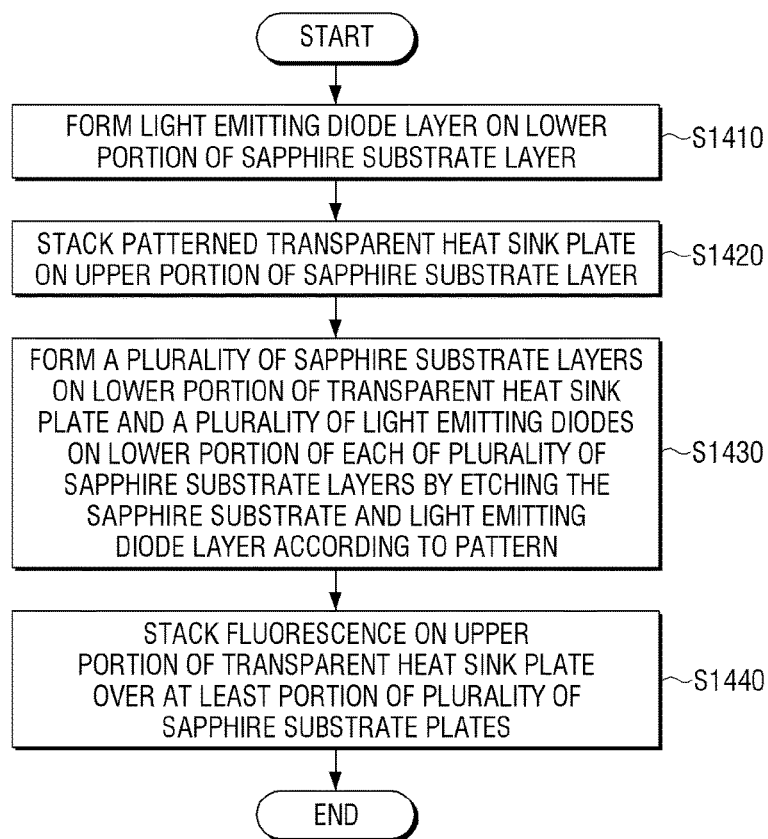 START
FORM LIGHT EMITTING DIODE LAYER ON LOWER
PORTION OF SAPPHIRE SUBSTRATE LAYER
S1410
STACK PATTERNED TRANSPARENT HEAT SINK PLATE
ON UPPER PORTION OF SAPPHIRE SUBSTRATE LAYER
S1420
FORM A PLURALITY OF SAPPHIRE SUBSTRATE LAYERS
ON LOWER PORTION OF TRANSPARENT HEAT SINK
PLATE AND A PLURALITY OF LIGHT EMITTING DIODES
ON LOWER PORTION OF EACH OF PLURALITY OF
SAPPHIRE SUBSTRATE LAYERS BY ETCHING THE
SAPPHIRE SUBSTRATE AND LIGHT EMITTING
DIODE LAYER ACCORDING TO PATTERN
S1430
STACK FLUORESCENCE ON UPPER
PORTION OF TRANSPARENT HEAT SINK PLATE
OVER AT LEAST PORTION OF PLURALITY OF
SAPPHIRE SUBSTRATE PLATES
S1440
END